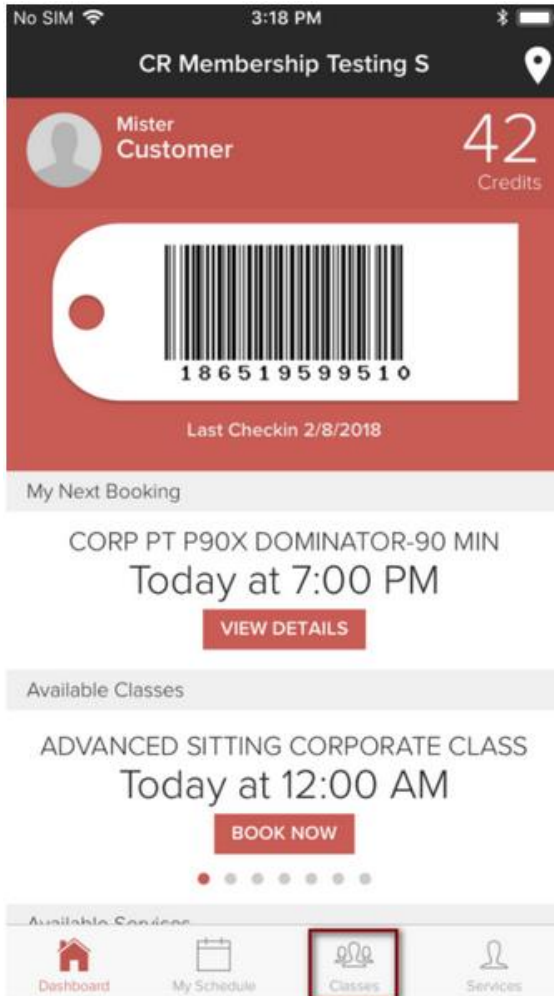 No SIM 3:18 PM
CR Membership Testing S
Mister
Customer
42
Credits
186519599510
Last Checkin 2/8/2018
My Next Booking
CORP PT P90X DOMINATOR-90 MIN
Today at 7:00 PM
VIEW DETAILS
Available Classes
ADVANCED SITTING CORPORATE CLASS
Today at 12:00 AM
BOOK NOW
Available Services
Dashboard My Schedule Classes Services